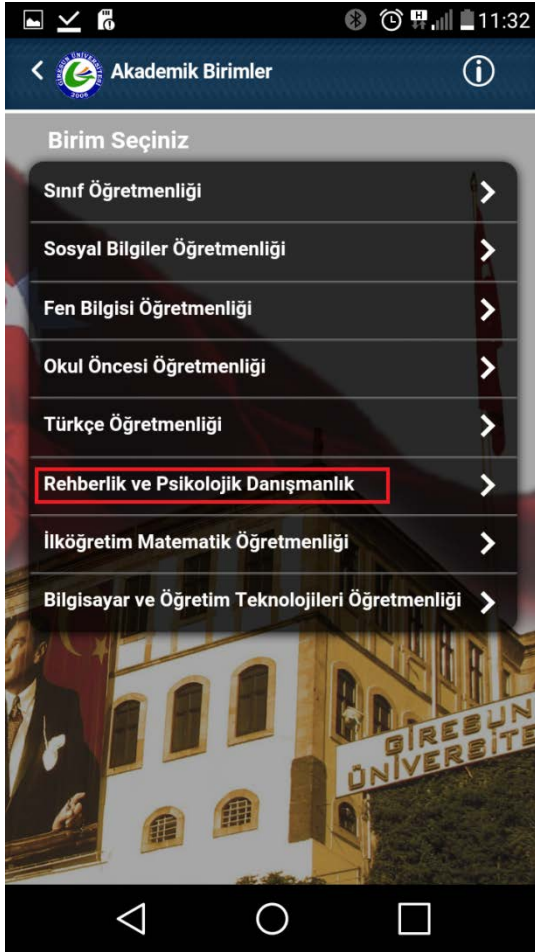 11:32
Akademik Birimler
Birim Seçiniz
Sınıf Öğretmenliği
Sosyal Bilgiler Öğretmenliği
Fen Bilgisi Öğretmenliği
Okul Öncesi Öğretmenliği
Türkçe Öğretmenliği
Rehberlik ve Psikolojik Danışmanlık
İlköğretim Matematik Öğretmenliği
Bilgisayar ve Öğretim Teknolojileri Öğretmenliği
GİRESUN
ÜNİVERSİTE